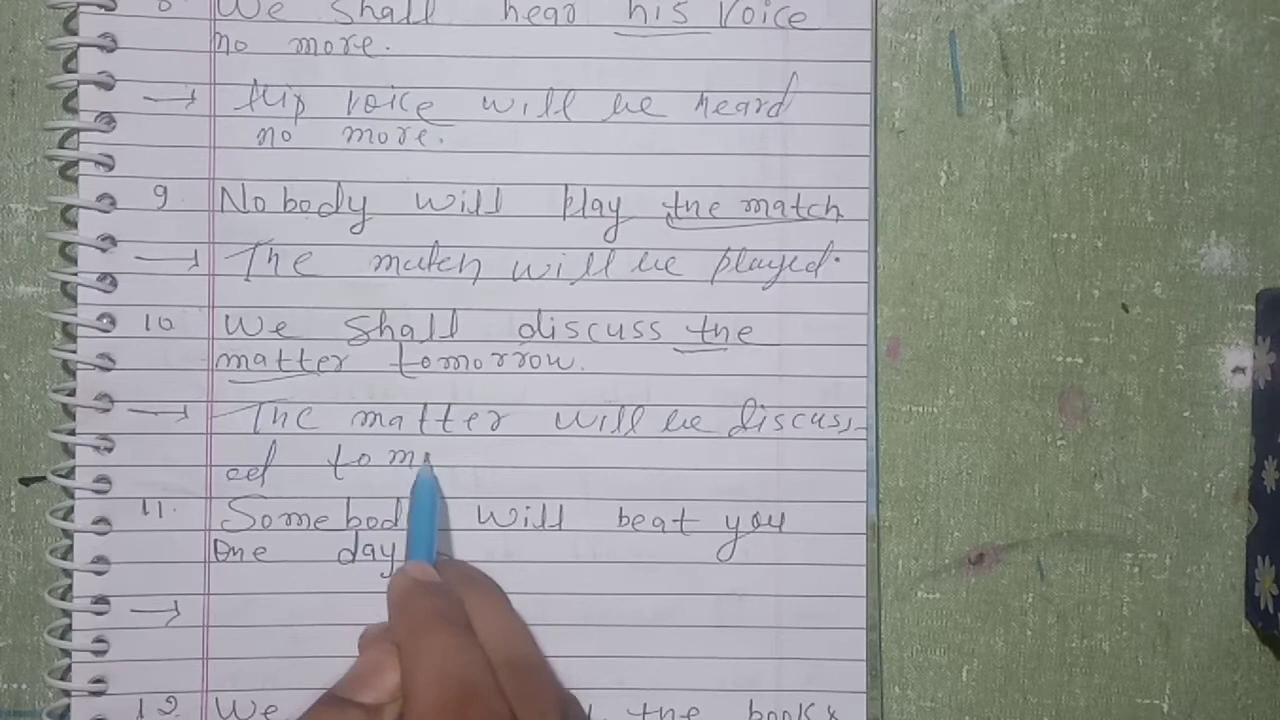 8 We shall hear his voice
no more.
→ His voice will be heard
no more.
9 Nobody will play the match
→ The match will be played.
10 We shall discuss the
matter tomorrow.
→ The matter will be discuss-
ed tom
11. Somebod will beat you
One day
→
12. We the books